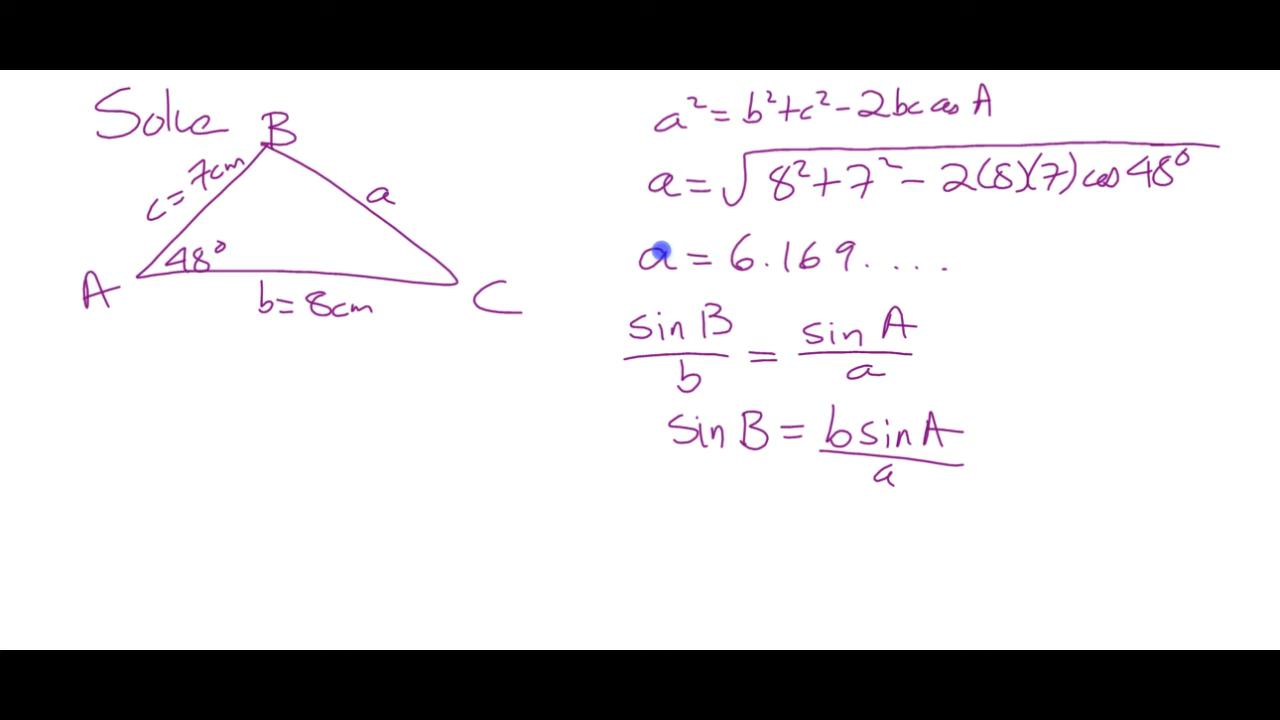 Solve
B
c = 7cm
a
48°
A
b = 8cm
C
a² = b² + c² - 2bc cos A
a = √8² + 7² - 2(8)(7) cos 48°
a = 6.169....
sin B / b = sin A / a
sin B = b sin A / a